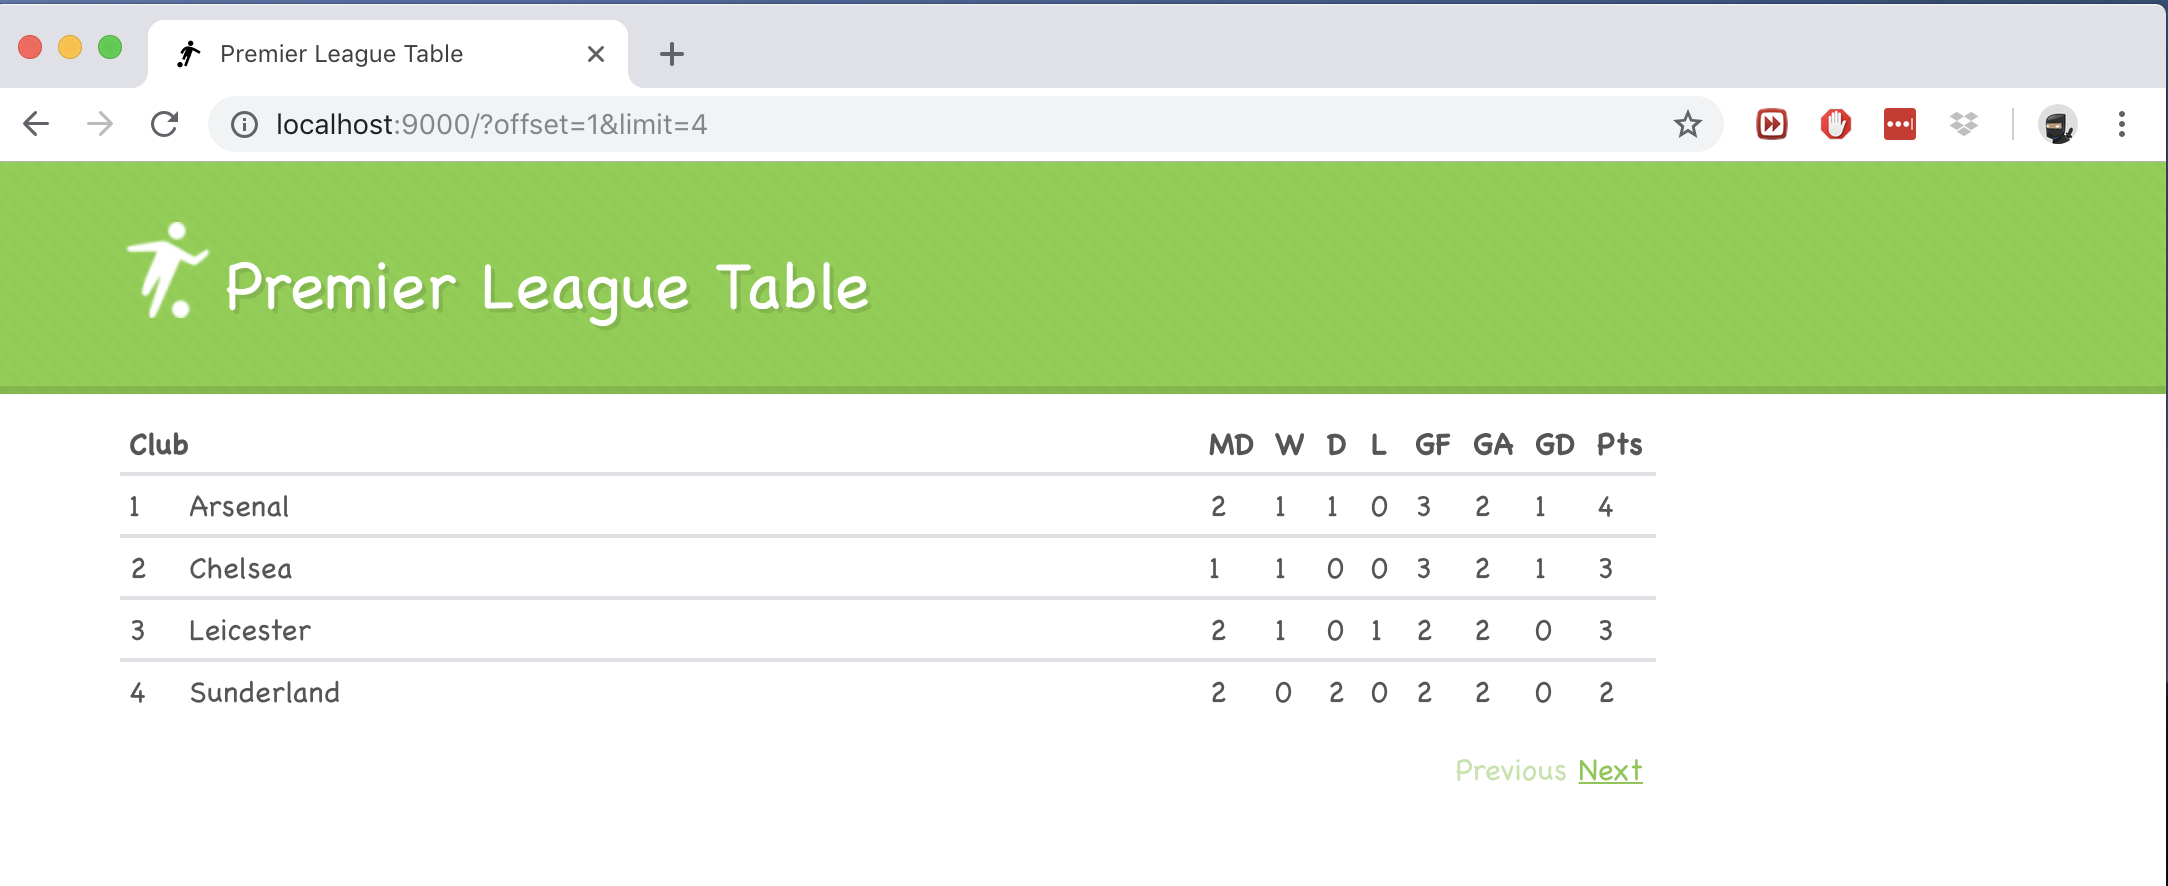 Premier League Table
localhost:9000/?offset=1&limit=4
Premier League Table
Club MD W D L GF GA GD Pts
1 Arsenal 2 1 1 0 3 2 1 4
2 Chelsea 1 1 0 0 3 2 1 3
3 Leicester 2 1 0 1 2 2 0 3
4 Sunderland 2 0 2 0 2 2 0 2
Previous Next